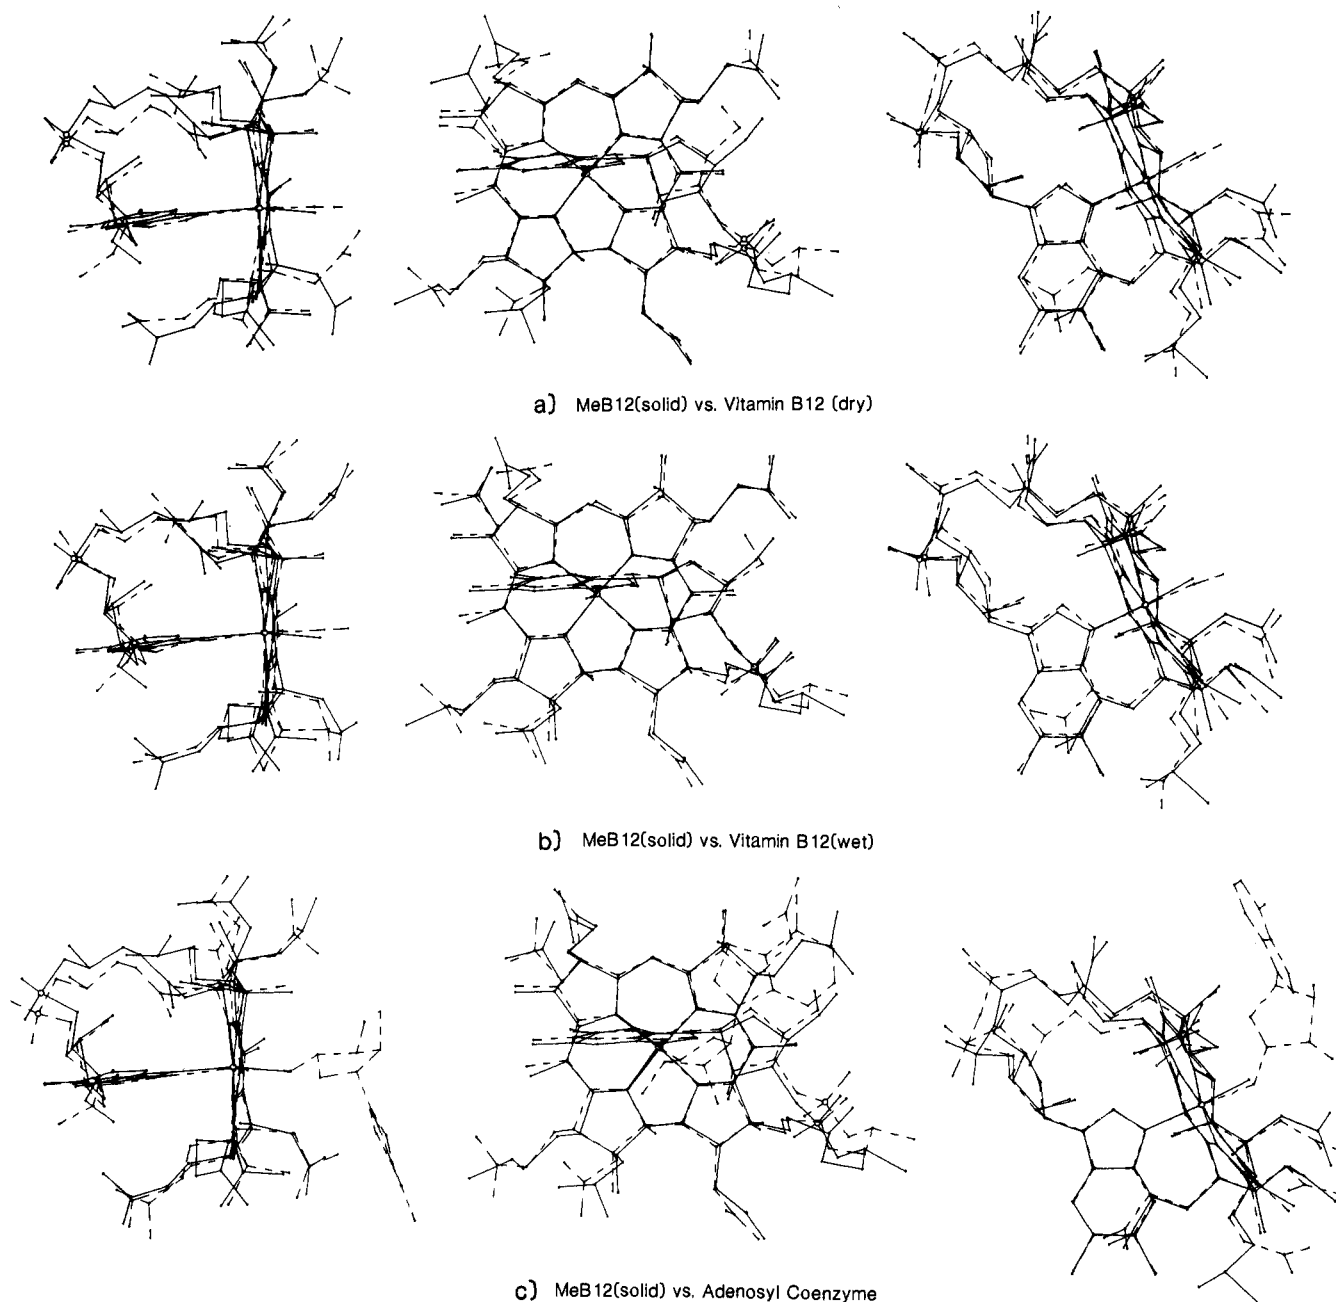 a) MeB12(solid) vs. Vitamin B12 (dry)
b) MeB12(solid) vs. Vitamin B12(wet)
c) MeB12(solid) vs. Adenosyl Coenzyme